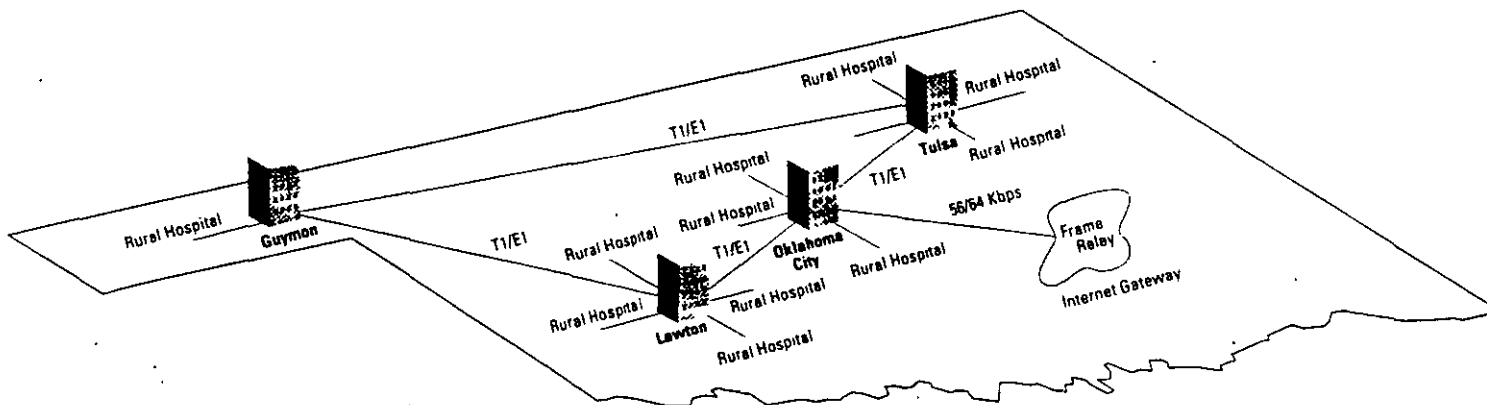 Rural Hospital
Rural Hospital
T1/E1
Tulsa
Rural Hospital
Rural Hospital
T1/E1
56/64 Kbps
Rural Hospital
Rural Hospital
Guymon
T1/E1
Rural Hospital
T1/E1
Oklahoma
City
Rural Hospital
Frame
Relay
Internet Gateway
Rural Hospital
Rural Hospital
Lawton
Rural Hospital